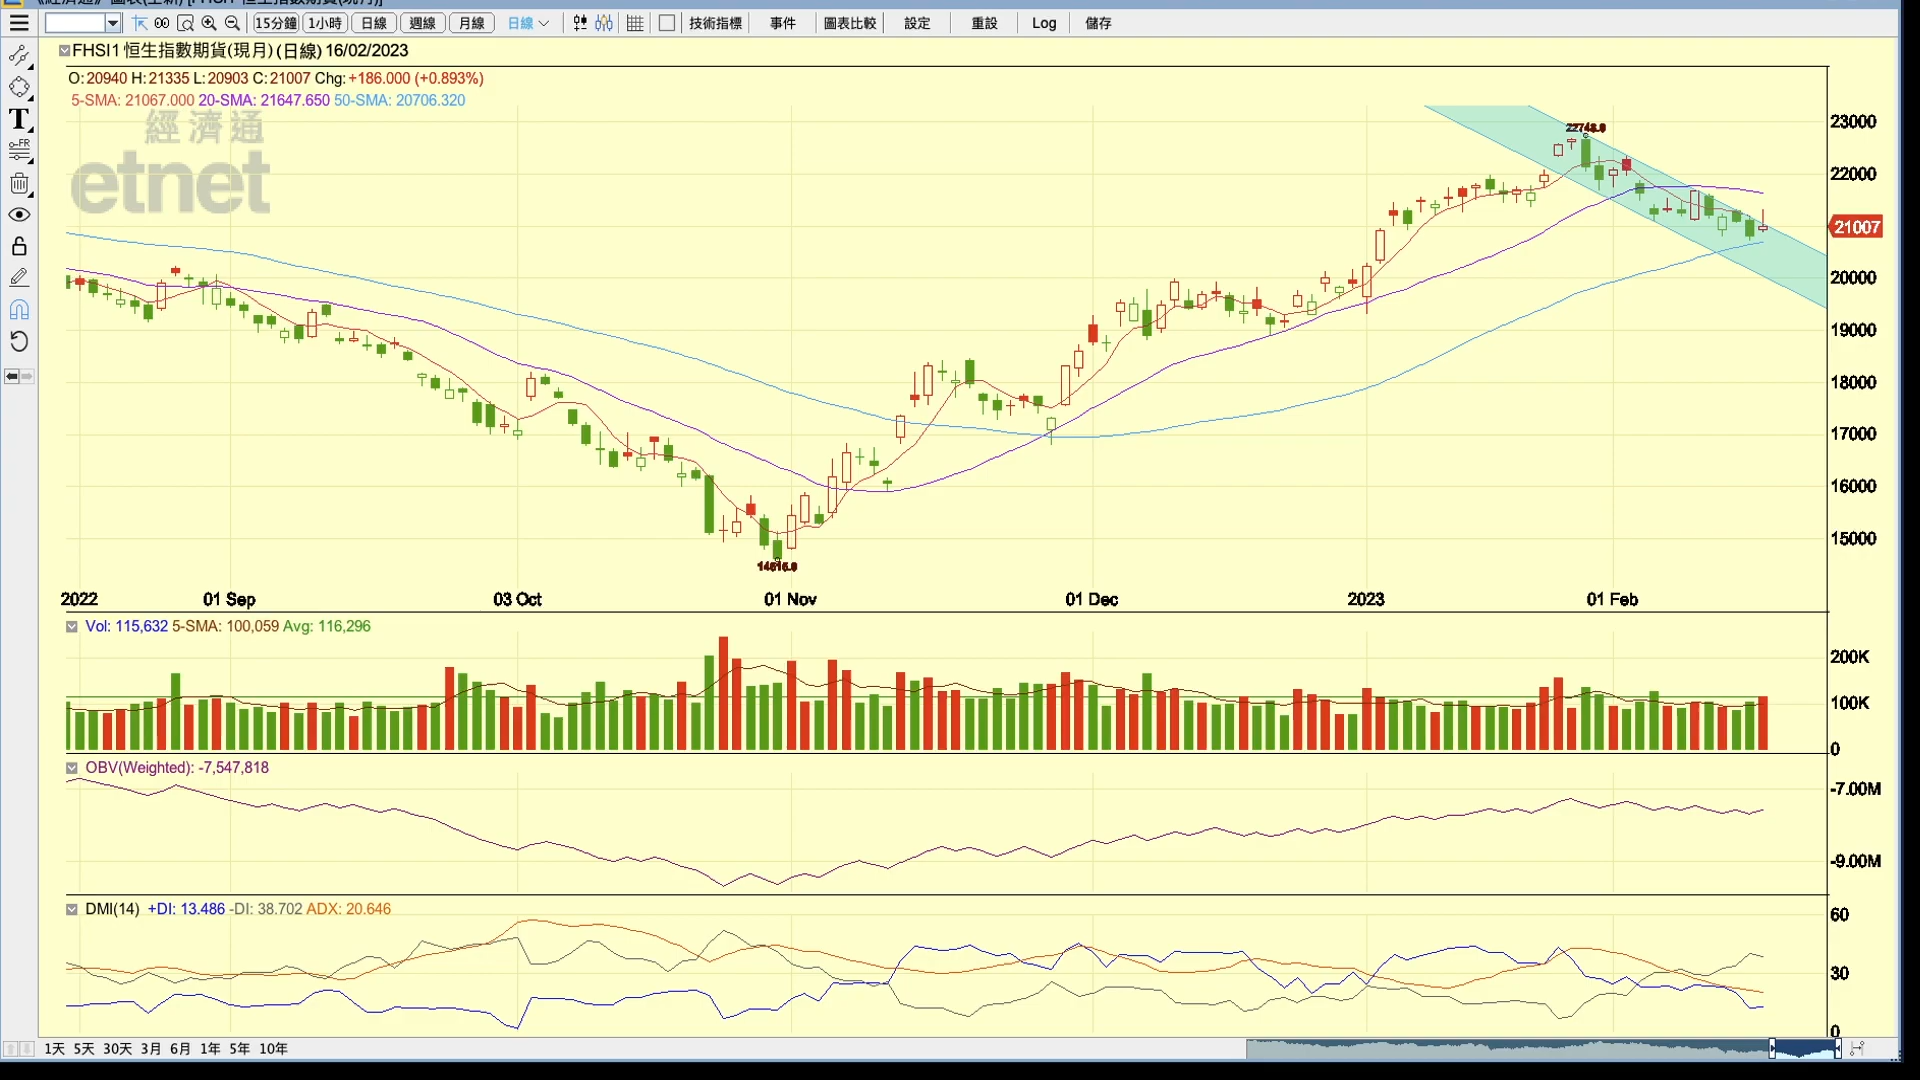 15分鐘 1小時 日線 週線 月線 日線 技術指標 事件 圖表比較 設定 重設 Log 儲存
FHSI1 恒生指數期貨(現月)(日線) 16/02/2023
O:20940 H:21335 L:20903 C:21007 Chg:+186.000 (+0.893%)
5-SMA: 21067.000 20-SMA: 21647.650 50-SMA: 20706.320
經濟通
etnet
T
FR
22743.0
23000
22000
21007
20000
19000
18000
17000
16000
15000
2022 01 Sep 03 Oct 01 Nov 01 Dec 2023 01 Feb
Vol: 115,632 5-SMA: 100,059 Avg: 116,296
200K
100K
0
OBV(Weighted): -7,547,818
-7.00M
-9.00M
DMI(14) +DI: 13.486 -DI: 38.702 ADX: 20.646
60
30
0
1天 5天 30天 3月 6月 1年 5年 10年